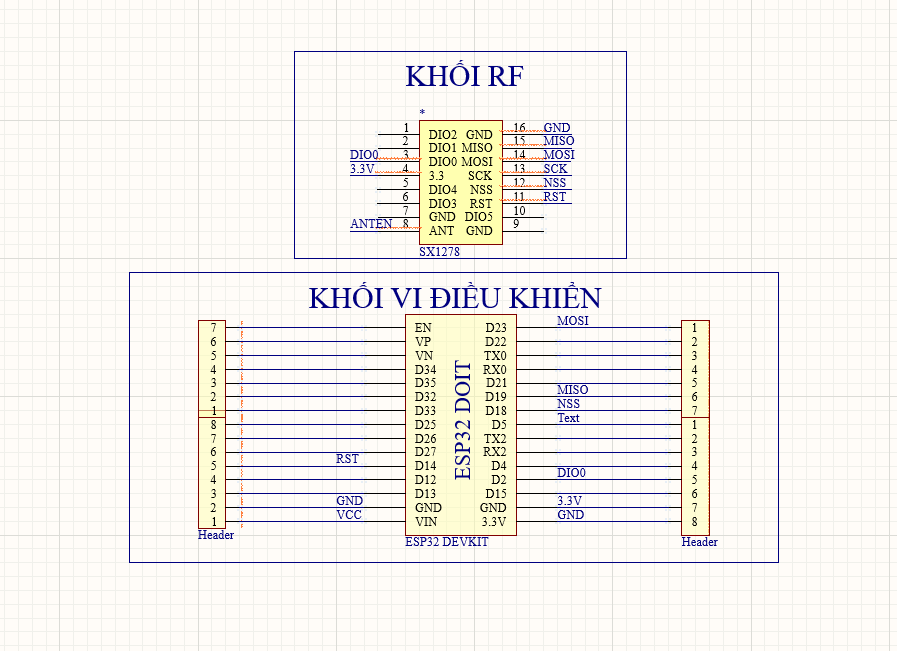 KHỐI RF
*
1 DIO2 GND 16 GND
2 DIO1 MISO 15 MISO
DIO0 3 DIO0 MOSI 14 MOSI
3.3V 4 3.3 SCK 13 SCK
5 DIO4 NSS 12 NSS
6 DIO3 RST 11 RST
7 GND DIO5 10
ANTEN 8 ANT GND 9
SX1278
KHỐI VI ĐIỀU KHIỂN
7 EN D23 MOSI 1
6 VP D22 2
5 VN TX0 3
4 D34 RX0 4
3 D35 D21 5
2 D32 D19 MISO 6
1 D33 D18 NSS 7
8 D25 D5 Text 1
7 D26 TX2 2
6 D27 RX2 3
5 RST D14 D4 4
4 D12 D2 DIO0 5
3 D13 D15 6
2 GND GND GND 3.3V 7
1 VCC VIN 3.3V GND 8
ESP32 DOIT
Header ESP32 DEVKIT Header